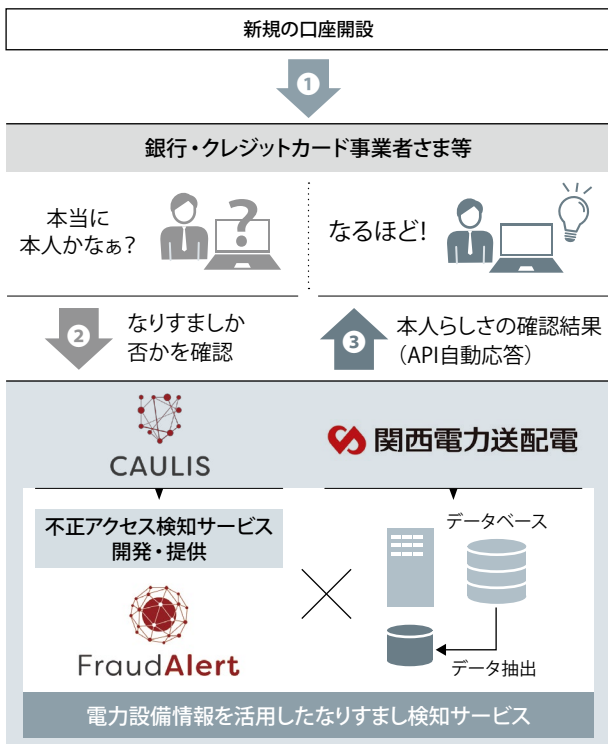 新規の口座開設
1
銀行・クレジットカード事業者さま等
本当に
本人かなぁ?
?
なるほど!
2
なりすましか
否かを確認
3
本人らしさの確認結果
（API自動応答）
CAULIS
関西電力送配電
不正アクセス検知サービス
開発・提供
FraudAlert
データベース
データ抽出
電力設備情報を活用したなりすまし検知サービス